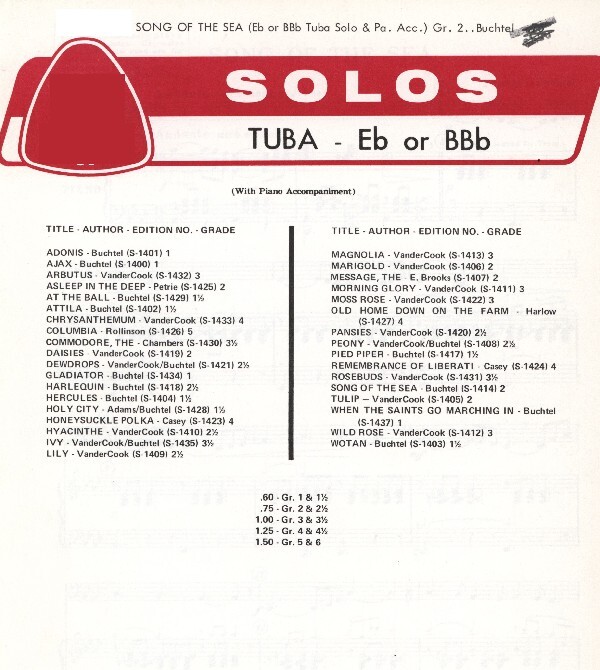 SONG OF THE SEA (Eb or BBb Tuba Solo & Pa. Acc.) Gr. 2..Buchtel
SOLOS
TUBA - Eb or BBb
(With Piano Accompaniment)
TITLE - AUTHOR - EDITION NO. - GRADE
ADONIS - Buchtel (S-1401) 1
AJAX - Buchtel (S-1400) 1
ARBUTUS - VanderCook (S-1432) 3
ASLEEP IN THE DEEP - Petrie (S-1425) 2
AT THE BALL - Buchtel (S-1429) 1½
ATTILA - Buchtel (S-1402) 1½
CHRYSANTHEMUM - VanderCook (S-1433) 4
COLUMBIA - Rollinson (S-1426) 5
COMMODORE, THE - Chambers (S-1430) 3½
DAISIES - VanderCook (S-1419) 2
DEWDROPS - VanderCook/Buchtel (S-1421) 2½
GLADIATOR - Buchtel (S-1434) 1
HARLEQUIN - Buchtel (S-1418) 2½
HERCULES - Buchtel (S-1404) 1½
HOLY CITY - Adams/Buchtel (S-1428) 1½
HONEYSUCKLE POLKA - Casey (S-1423) 4
HYACINTHE - VanderCook (S-1410) 2½
IVY - VanderCook/Buchtel (S-1435) 3½
LILY - VanderCook (S-1409) 2½
TITLE - AUTHOR - EDITION NO. - GRADE
MAGNOLIA - VanderCook (S-1413) 3
MARIGOLD - VanderCook (S-1406) 2
MESSAGE, THE - E. Brooks (S-1407) 2
MORNING GLORY - VanderCook (S-1411) 3
MOSS ROSE - VanderCook (S-1422) 3
OLD HOME DOWN ON THE FARM - Harlow
(S-1427) 4
PANSIES - VanderCook (S-1420) 2½
PEONY - VanderCook/Buchtel (S-1408) 2½
PIED PIPER - Buchtel (S-1417) 1½
REMEMBRANCE OF LIBERATI - Casey (S-1424) 4
ROSEBUDS - VanderCook (S-1431) 3½
SONG OF THE SEA - Buchtel (S-1414) 2
TULIP — VanderCook (S-1405) 2
WHEN THE SAINTS GO MARCHING IN - Buchtel
(S-1437) 1
WILD ROSE - VanderCook (S-1412) 3
WOTAN - Buchtel (S-1403) 1½
.60 - Gr. 1 & 1½
.75 - Gr. 2 & 2½
1.00 - Gr. 3 & 3½
1.25 - Gr. 4 & 4½
1.50 - Gr. 5 & 6